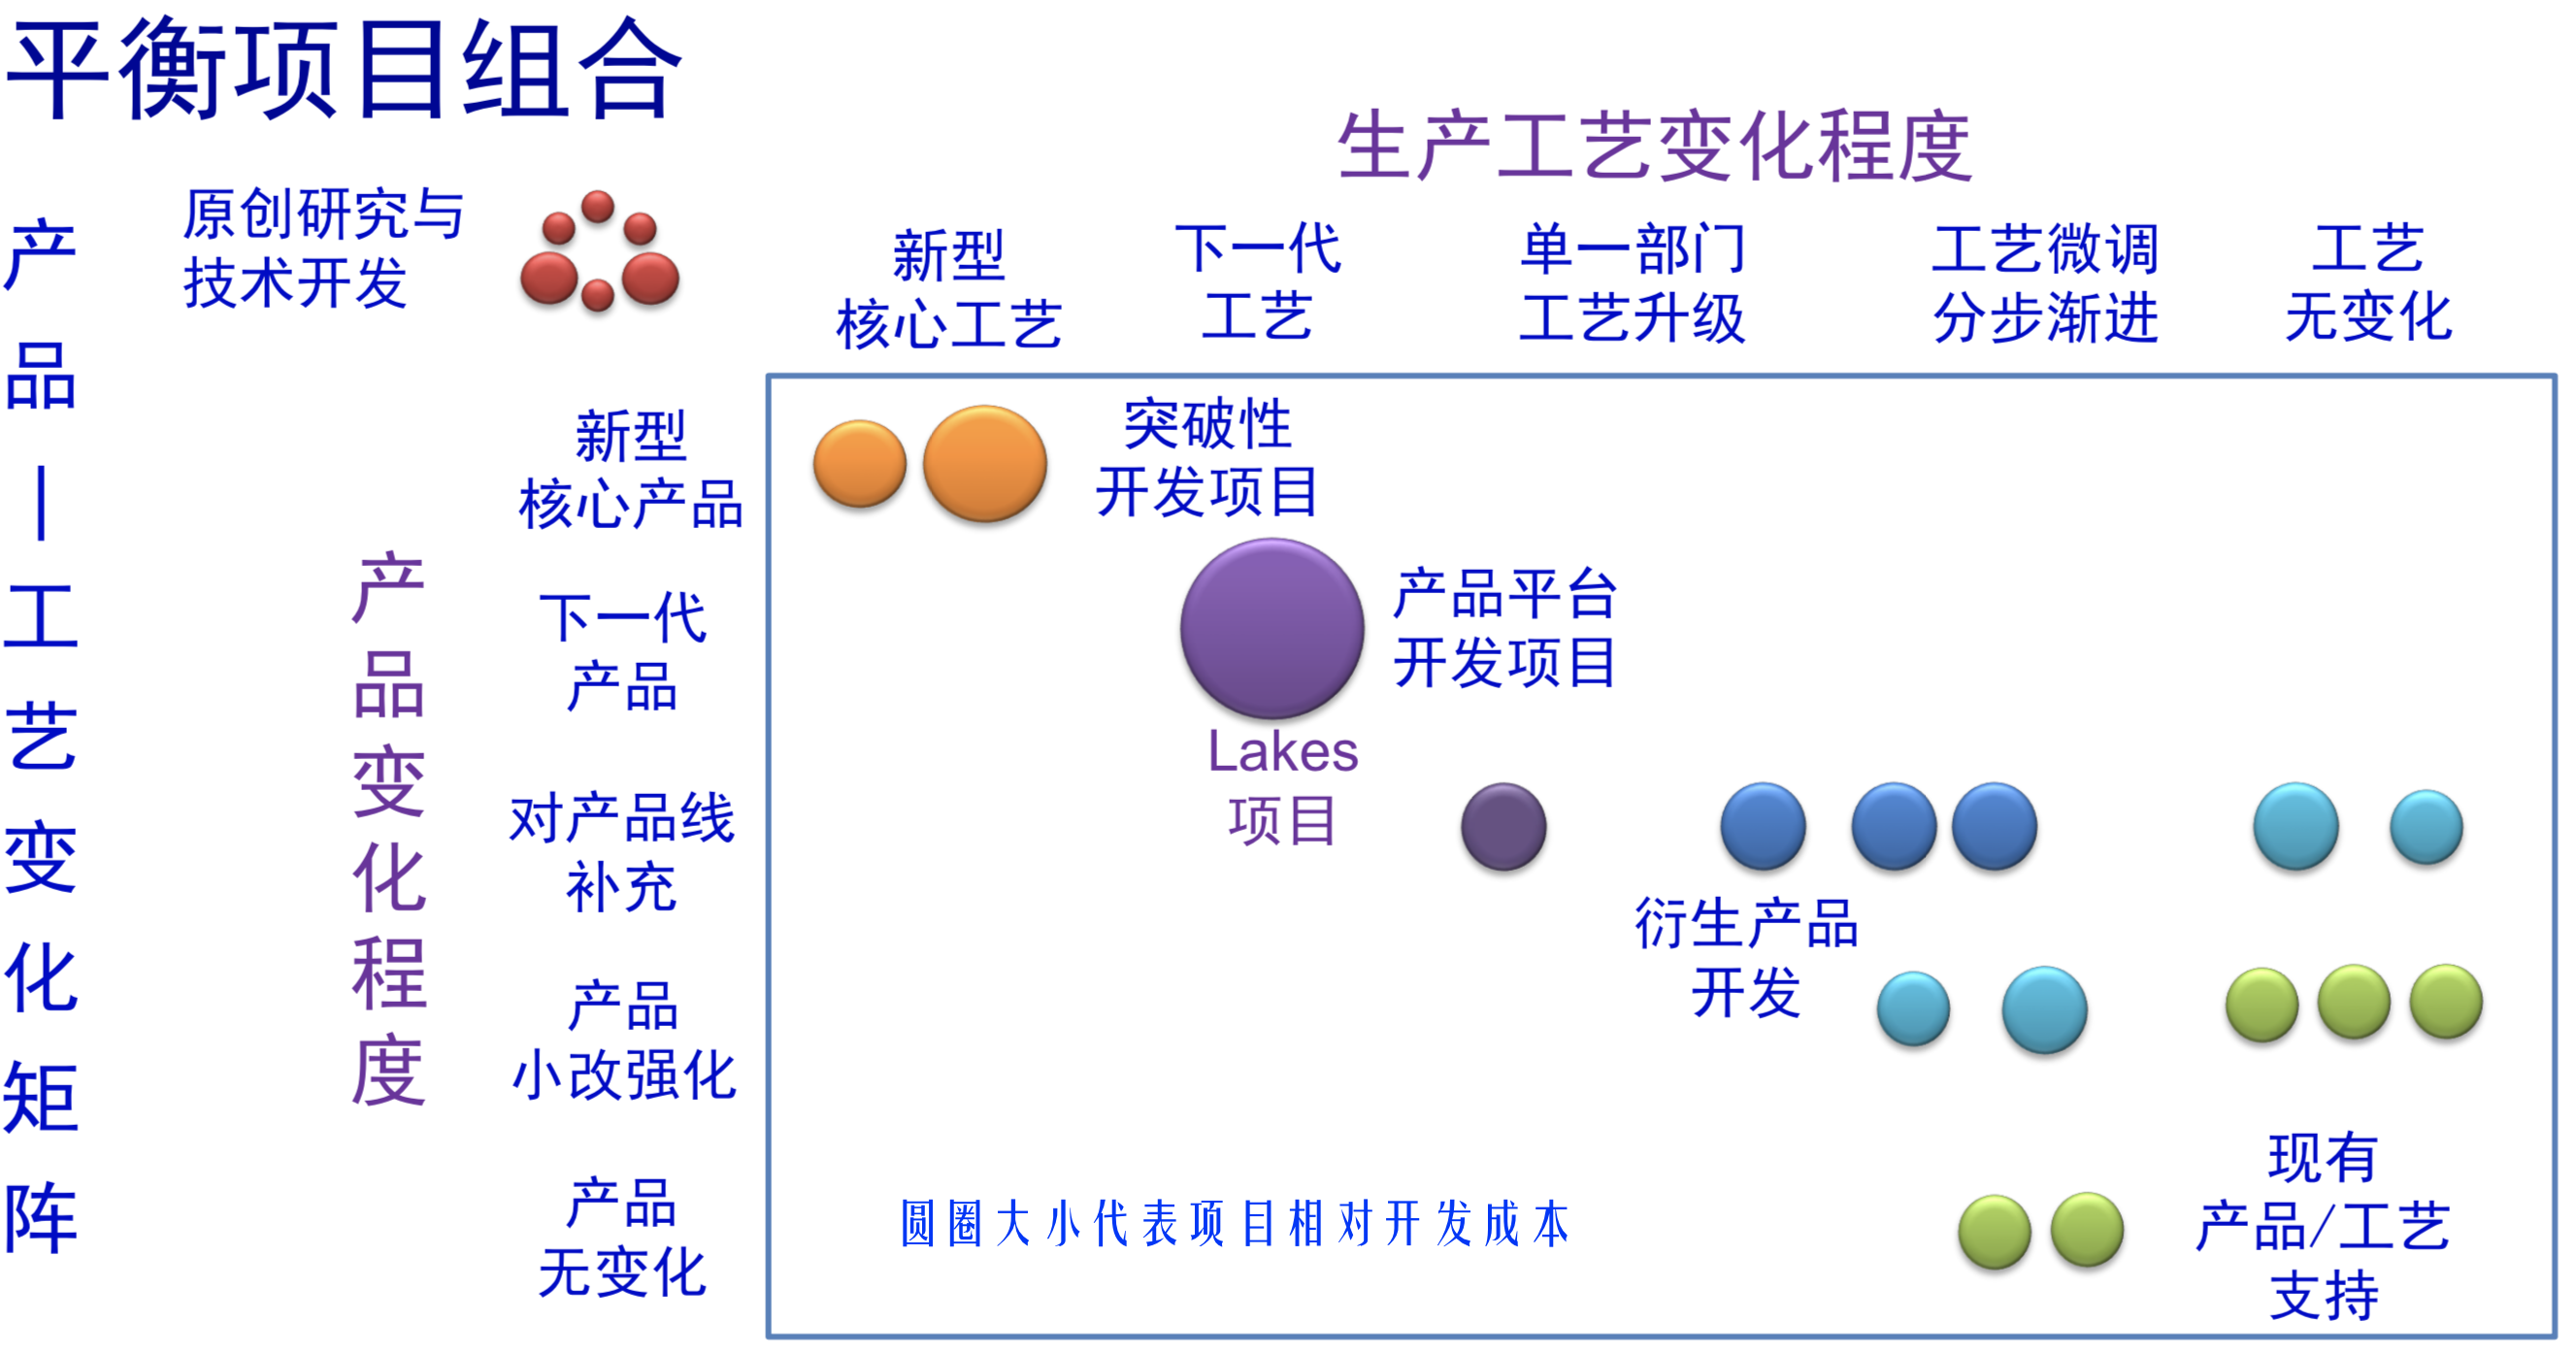 平衡项目组合
生产工艺变化程度
产品—工艺变化矩阵
原创研究与
技术开发
新型
核心工艺
下一代
工艺
单一部门
工艺升级
工艺微调
分步渐进
工艺
无变化
产品变化程度
新型
核心产品
下一代
产品
对产品线
补充
产品
小改强化
产品
无变化
突破性
开发项目
产品平台
开发项目
Lakes
项目
衍生产品
开发
现有
产品/工艺
支持
圆圈大小代表项目相对开发成本